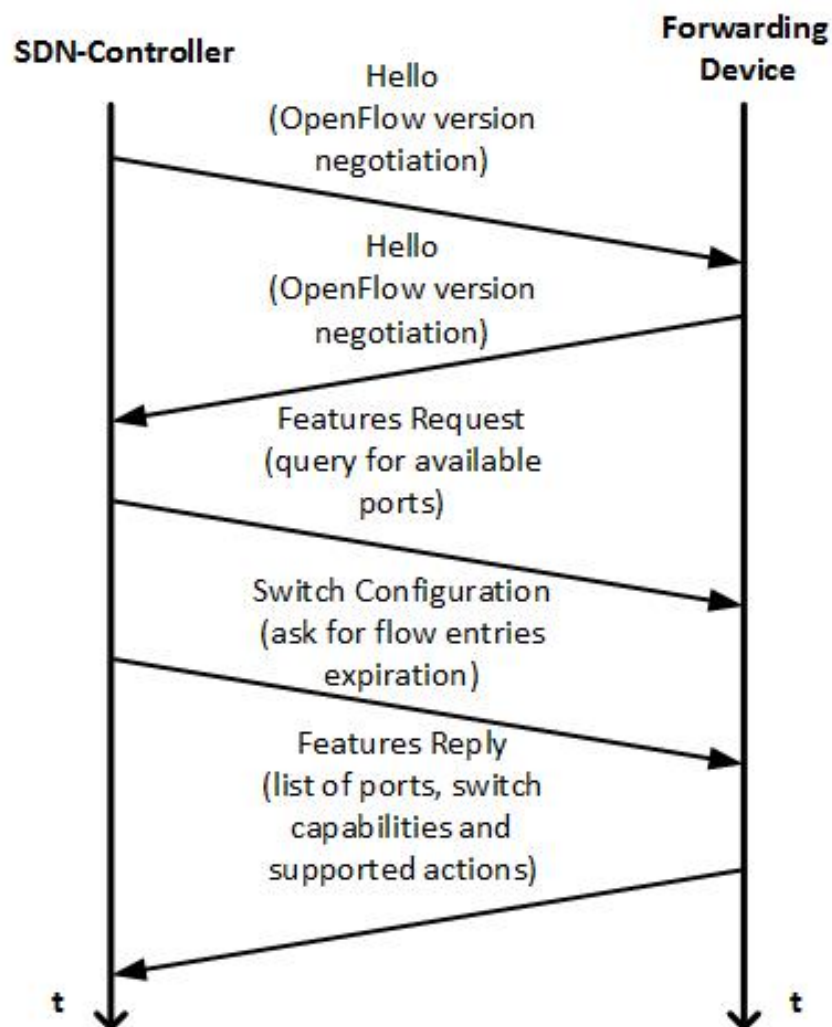 SDN-Controller
Forwarding
Device
Hello
(OpenFlow version
negotiation)
Hello
(OpenFlow version
negotiation)
Features Request
(query for available
ports)
Switch Configuration
(ask for flow entries
expiration)
Features Reply
(list of ports, switch
capabilities and
supported actions)
t
t